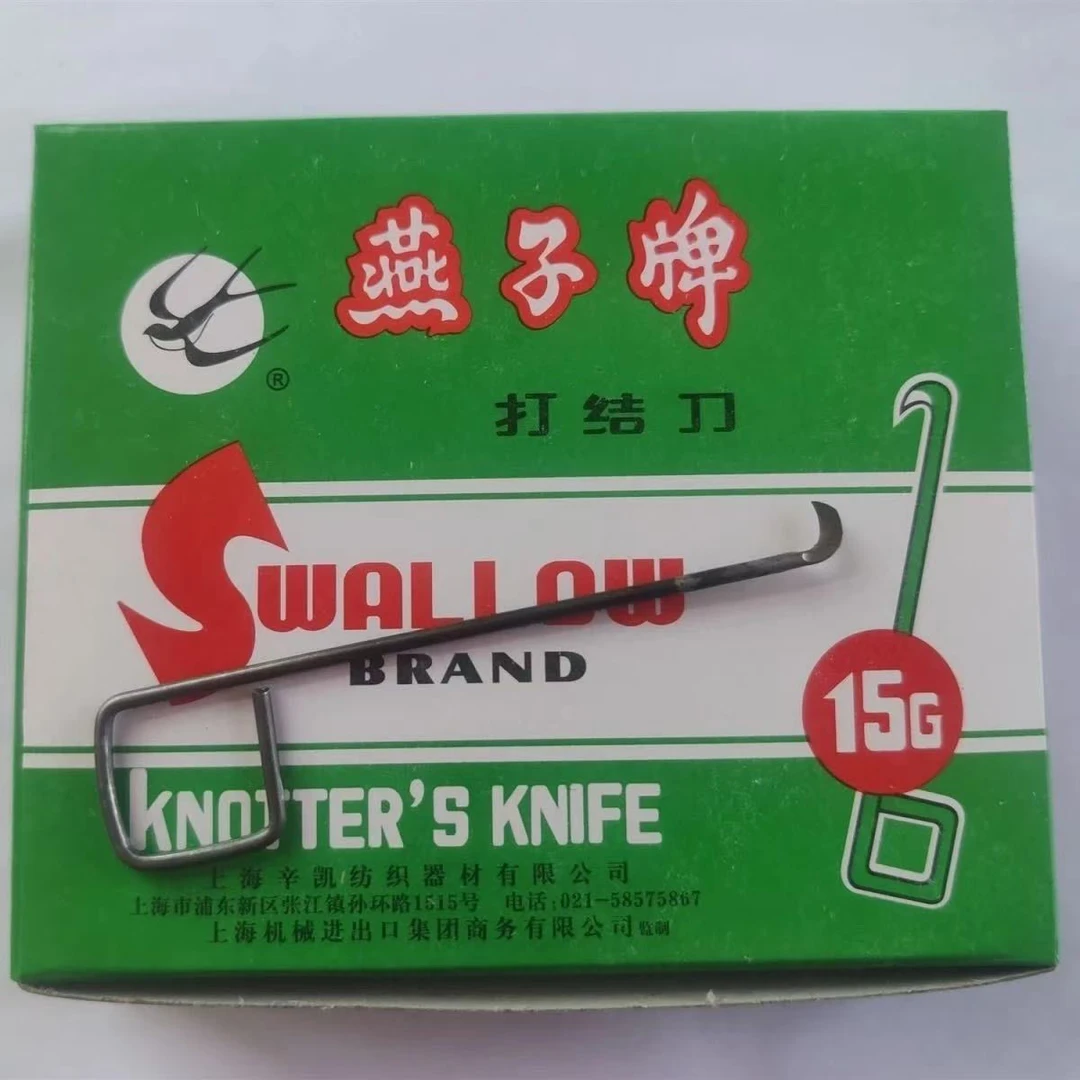 燕子牌
®
打结刀
SWALLOW
BRAND
15G
KNOTTER'S KNIFE
上海辛凯纺织器材有限公司
上海市浦东新区张江镇孙环路1515号 电话:021-58575867
上海机械进出口集团商务有限公司监制